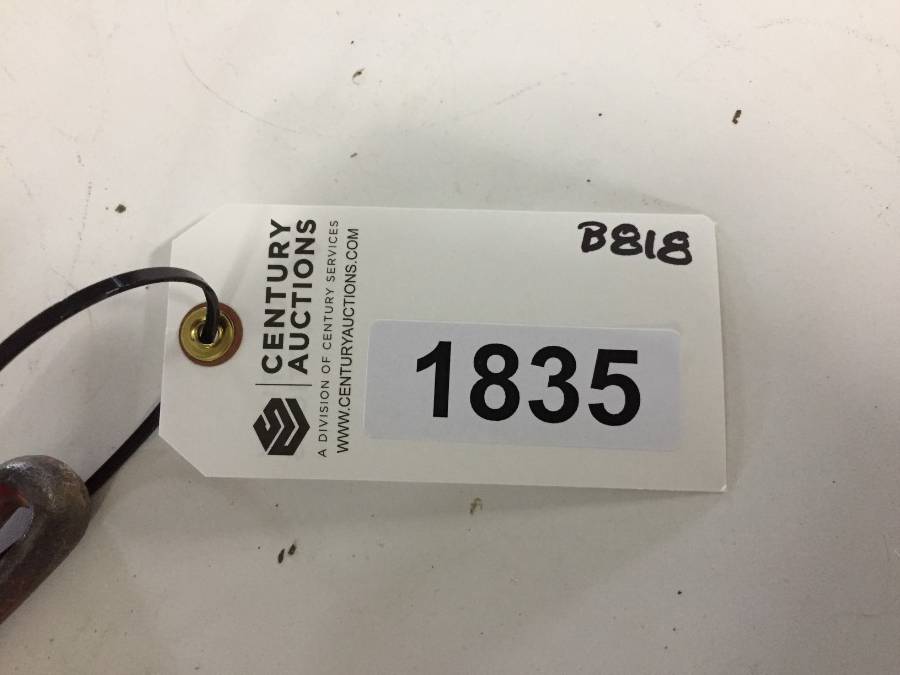 B818
CENTURY
AUCTIONS
A DIVISION OF CENTURY SERVICES
WWW.CENTURYAUCTIONS.COM
1835